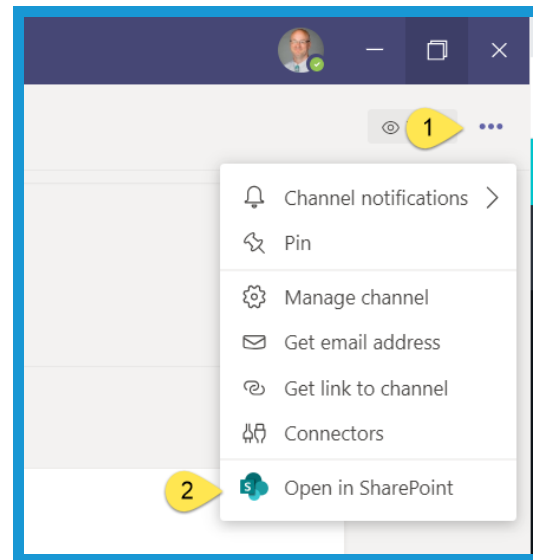 1
Channel notifications
Pin
Manage channel
Get email address
Get link to channel
Connectors
2 Open in SharePoint